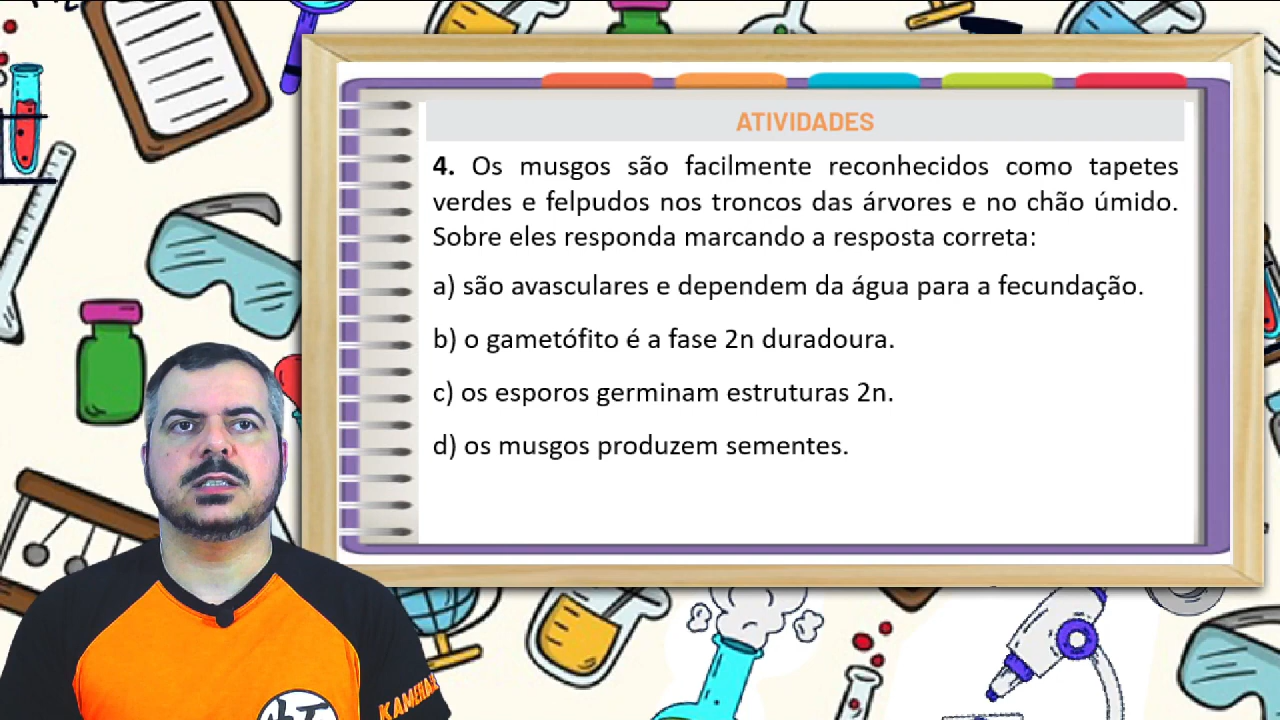 ATIVIDADES
4. Os musgos são facilmente reconhecidos como tapetes
verdes e felpudos nos troncos das árvores e no chão úmido.
Sobre eles responda marcando a resposta correta:
a) são avasculares e dependem da água para a fecundação.
b) o gametófito é a fase 2n duradoura.
c) os esporos germinam estruturas 2n.
d) os musgos produzem sementes.